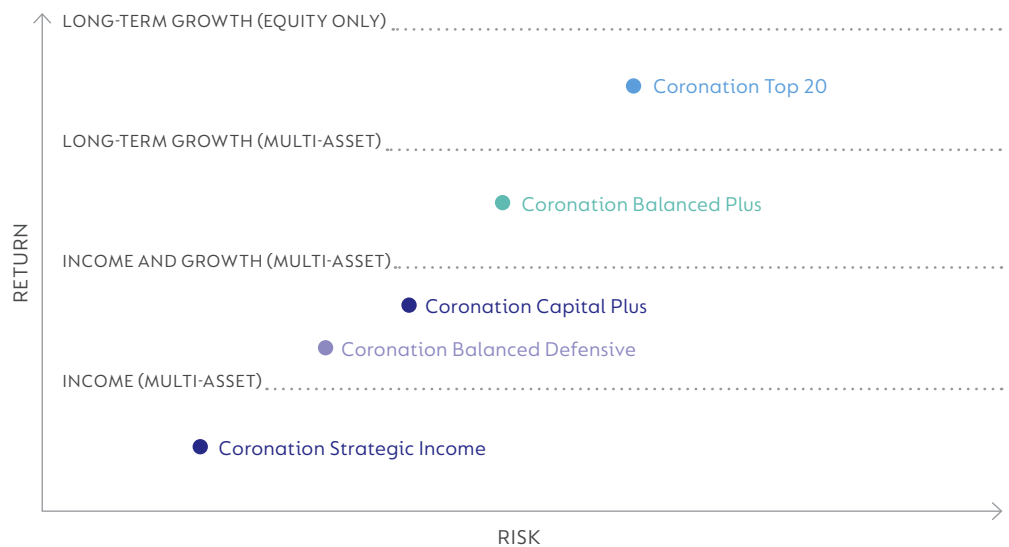 LONG-TERM GROWTH (EQUITY ONLY)
Coronation Top 20
LONG-TERM GROWTH (MULTI-ASSET)
Coronation Balanced Plus
RETURN
INCOME AND GROWTH (MULTI-ASSET)
Coronation Capital Plus
Coronation Balanced Defensive
INCOME (MULTI-ASSET)
Coronation Strategic Income
RISK